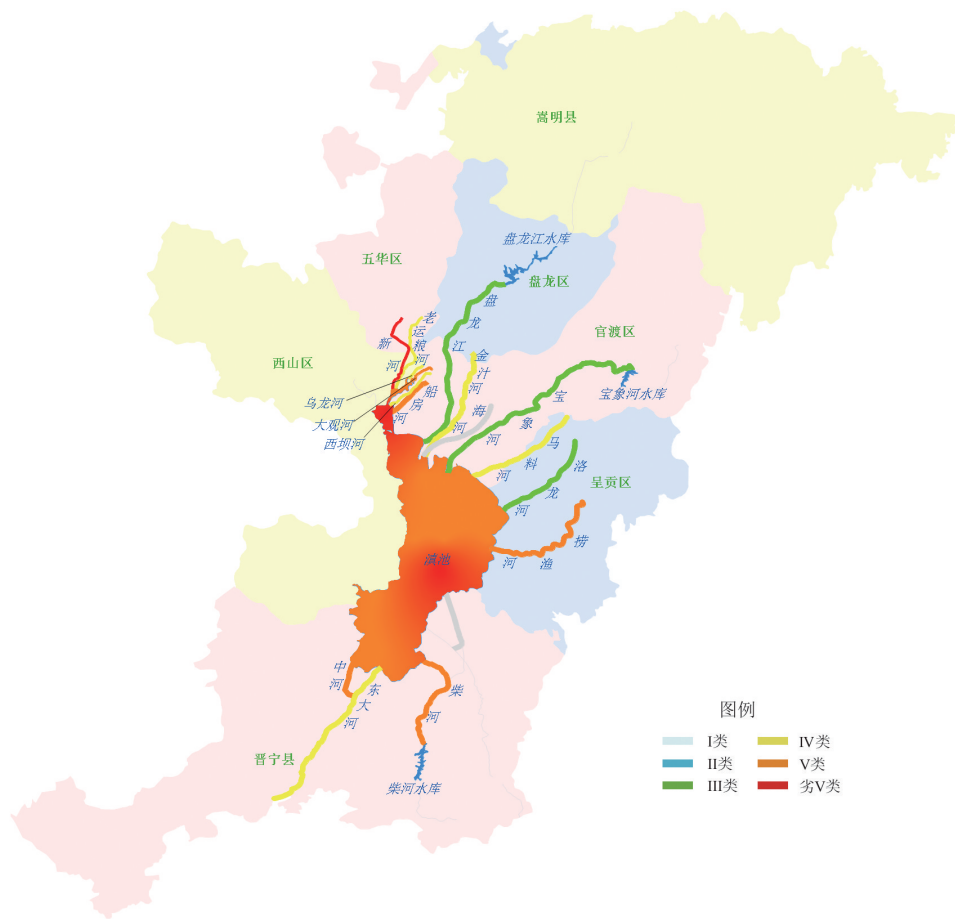 嵩明县
盘龙江水库
五华区
盘龙区
官渡区
西山区
呈贡区
晋宁县
盘龙江
老运粮河
新河
金汁河
船房河
乌龙河
大观河
西坝河
海河
宝象河
宝象河水库
马料河
洛龙河
捞渔河
滇池
中河
东大河
柴河
柴河水库
图例
I类
II类
III类
IV类
V类
劣V类